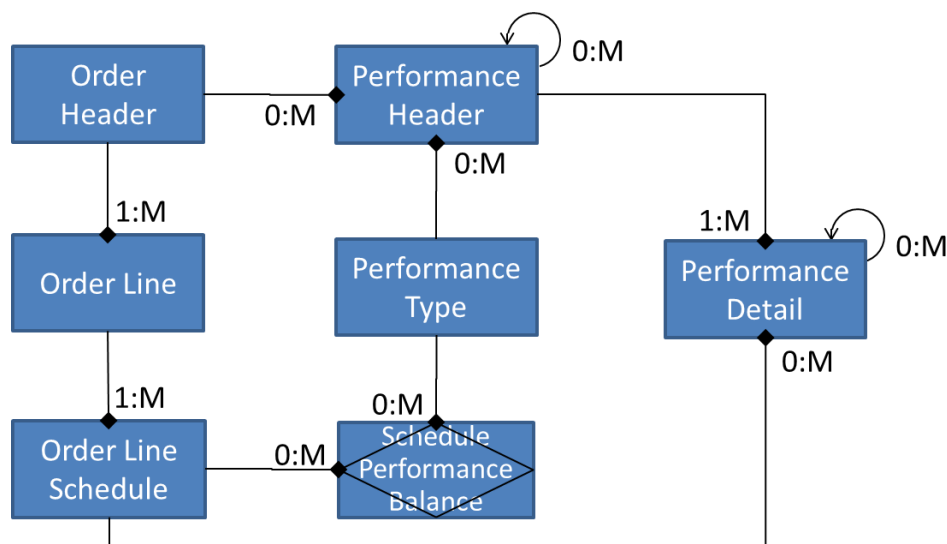 Order
Header
0:M
Performance
Header
0:M
0:M
1:M
Order Line
Performance
Type
1:M
Performance
Detail
0:M
0:M
1:M
Order Line
Schedule
0:M
0:M
Schedule
Performance
Balance